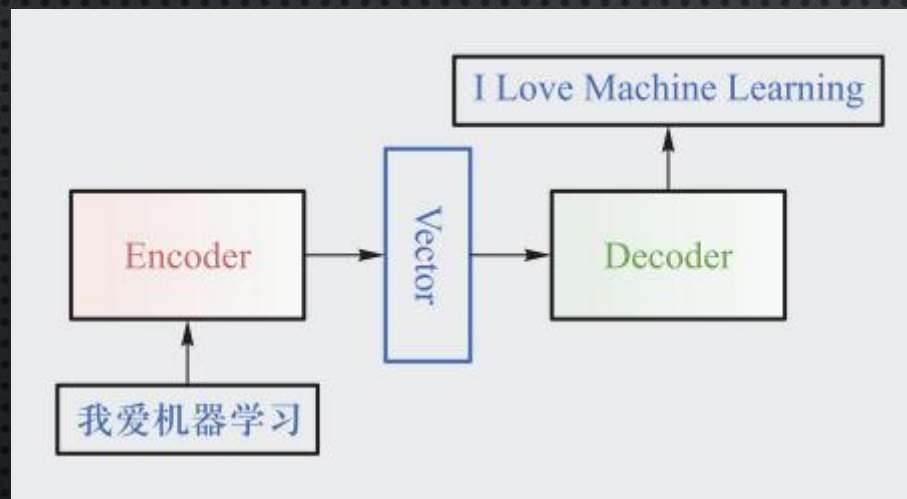 I Love Machine Learning
Encoder
Vector
Decoder
我爱机器学习